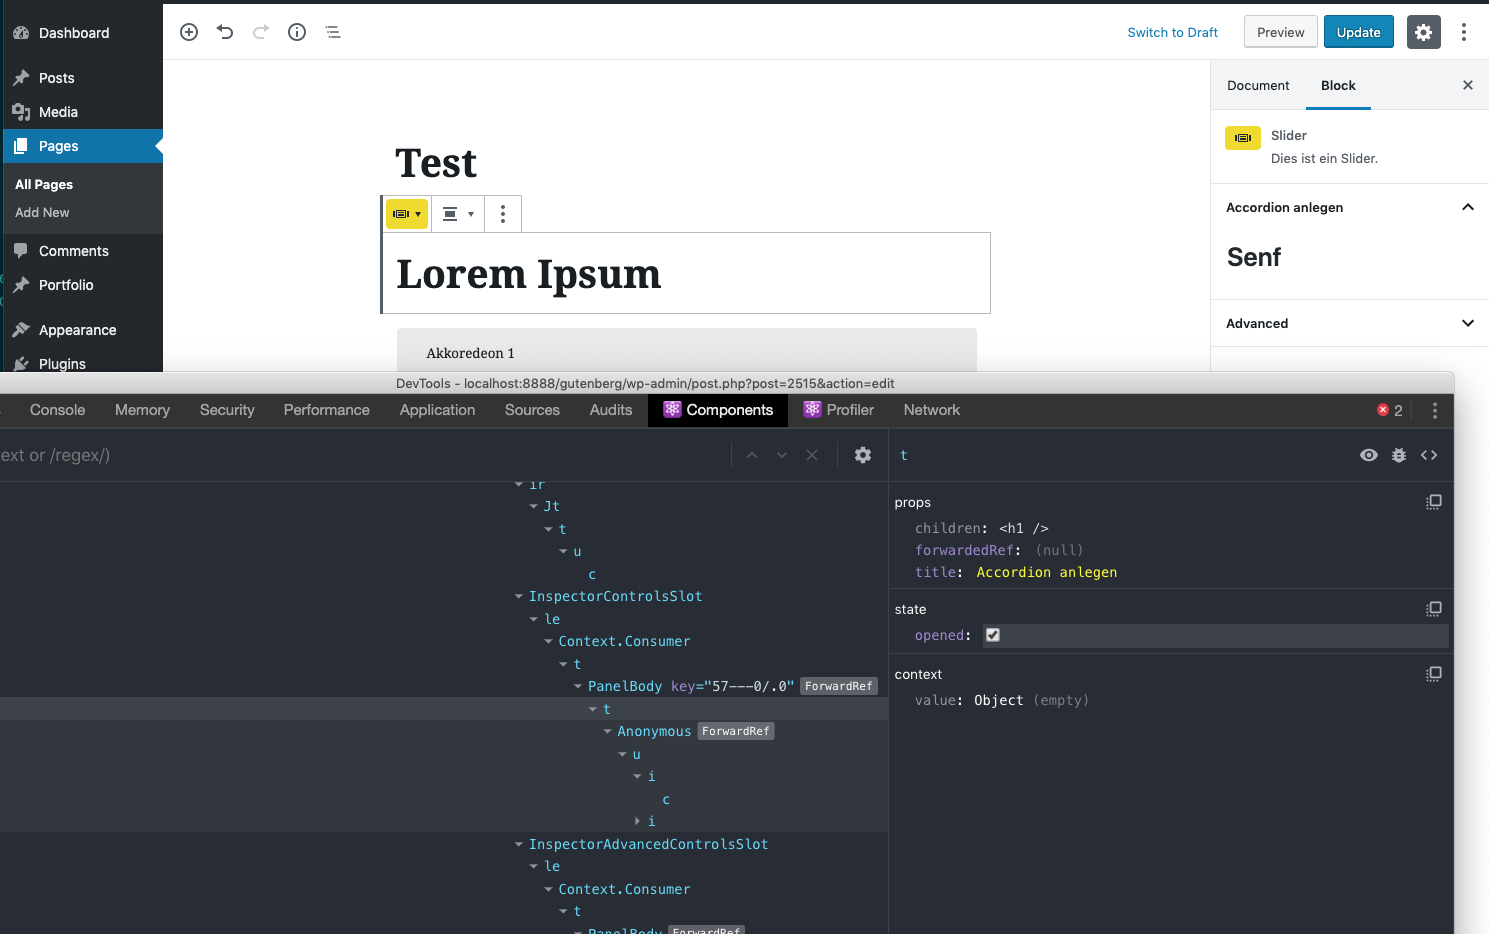 Dashboard
Posts
Media
Pages
All Pages
Add New
Comments
Portfolio
Appearance
Plugins
Switch to Draft
Preview
Update
Test
Lorem Ipsum
Akkoredeon 1
Document
Block
Slider
Dies ist ein Slider.
Accordion anlegen
Senf
Advanced
DevTools - localhost:8888/gutenberg/wp-admin/post.php?post=2515&action=edit
Console Memory Security Performance Application Sources Audits Components Profiler Network 2
ext or /regex/)
ir
Jt
t
u
c
InspectorControlsSlot
le
Context.Consumer
t
PanelBody key="57---0/.0" ForwardRef
t
Anonymous ForwardRef
u
i
c
i
InspectorAdvancedControlsSlot
le
Context.Consumer
t
PanelBody ForwardRef
t
props
children: <h1 />
forwardedRef: (null)
title: Accordion anlegen
state
opened:
context
value: Object (empty)